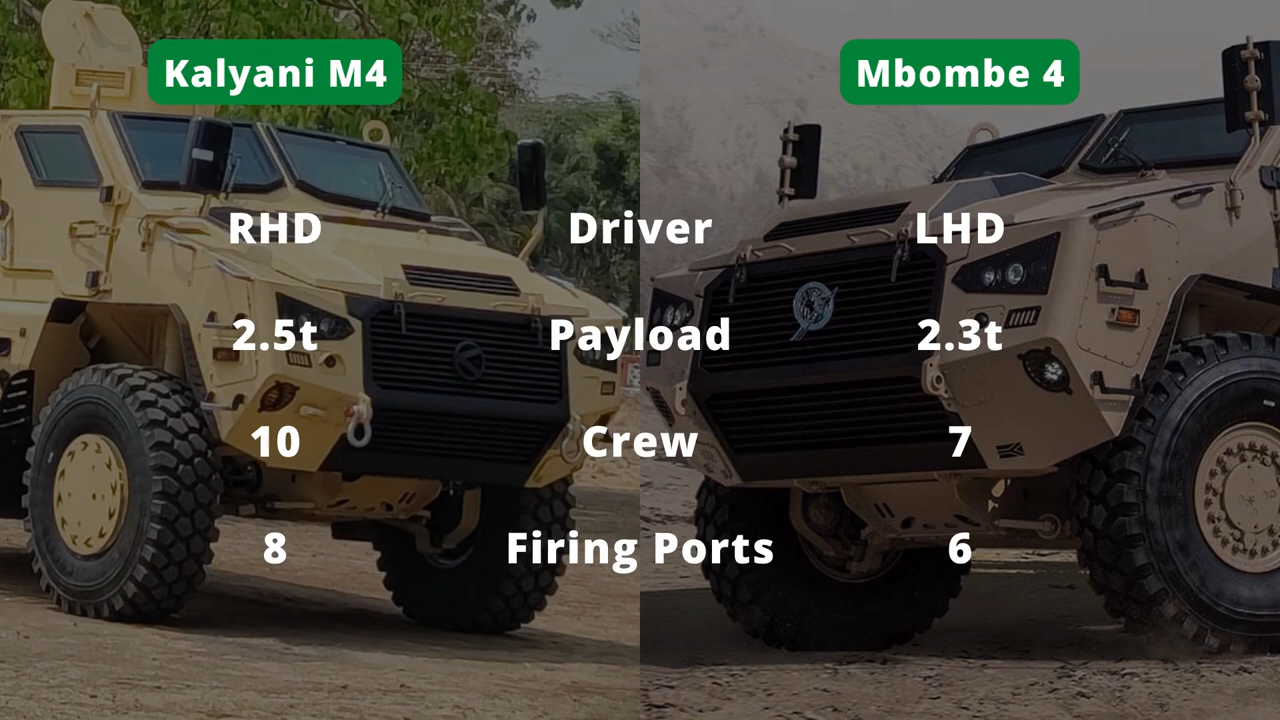 Kalyani M4 Mbombe 4
RHD Driver LHD
2.5t Payload 2.3t
10 Crew 7
8 Firing Ports 6